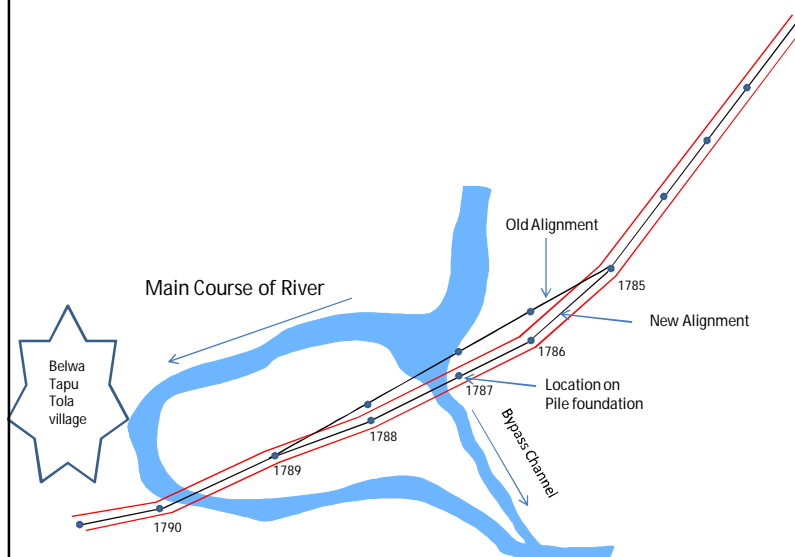 Old Alignment
1785
Main Course of River
New Alignment
1786
Belwa
Tapu
Tola
village
1787
Location on
Pile foundation
1788
Bypass Channel
1789
1790